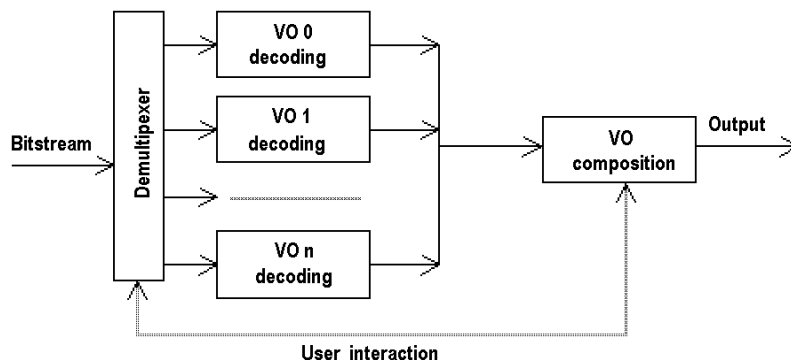 VO 0
decoding
VO 1
decoding
VO n
decoding
Bitstream
Demultipexer
VO
composition
Output
User interaction